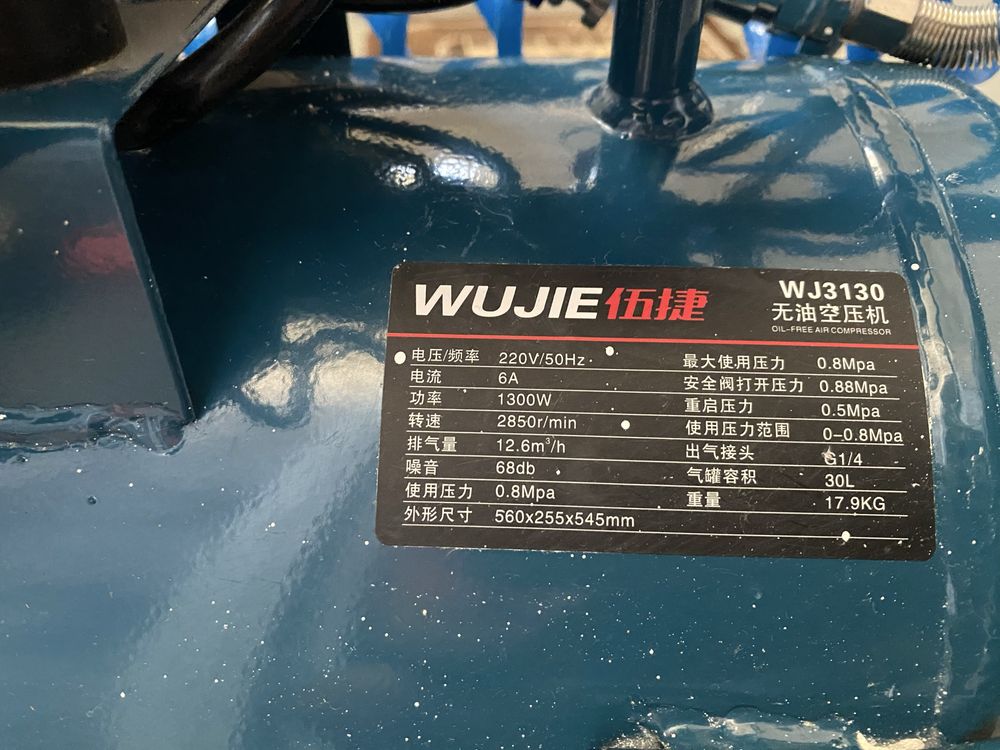 WUJIE伍捷
WJ3130
无油空压机
OIL-FREE AIR COMPRESSOR
电压/频率 220V/50Hz
电流 6A
功率 1300W
转速 2850r/min
排气量 12.6m³/h
噪音 68db
使用压力 0.8Mpa
外形尺寸 560x255x545mm
最大使用压力 0.8Mpa
安全阀打开压力 0.88Mpa
重启压力 0.5Mpa
使用压力范围 0-0.8Mpa
出气接头 G1/4
气罐容积 30L
重量 17.9KG